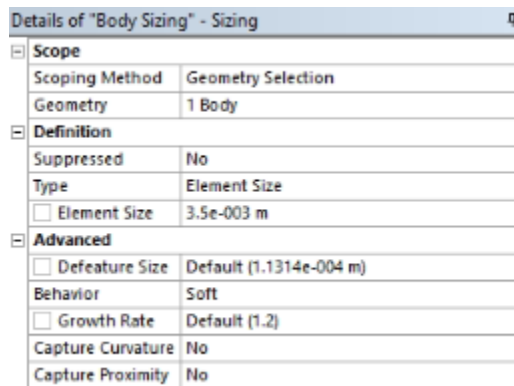 Details of "Body Sizing" - Sizing
Scope
Scoping Method Geometry Selection
Geometry 1 Body
Definition
Suppressed No
Type Element Size
Element Size 3.5e-003 m
Advanced
Defeature Size Default (1.1314e-004 m)
Behavior Soft
Growth Rate Default (1.2)
Capture Curvature No
Capture Proximity No